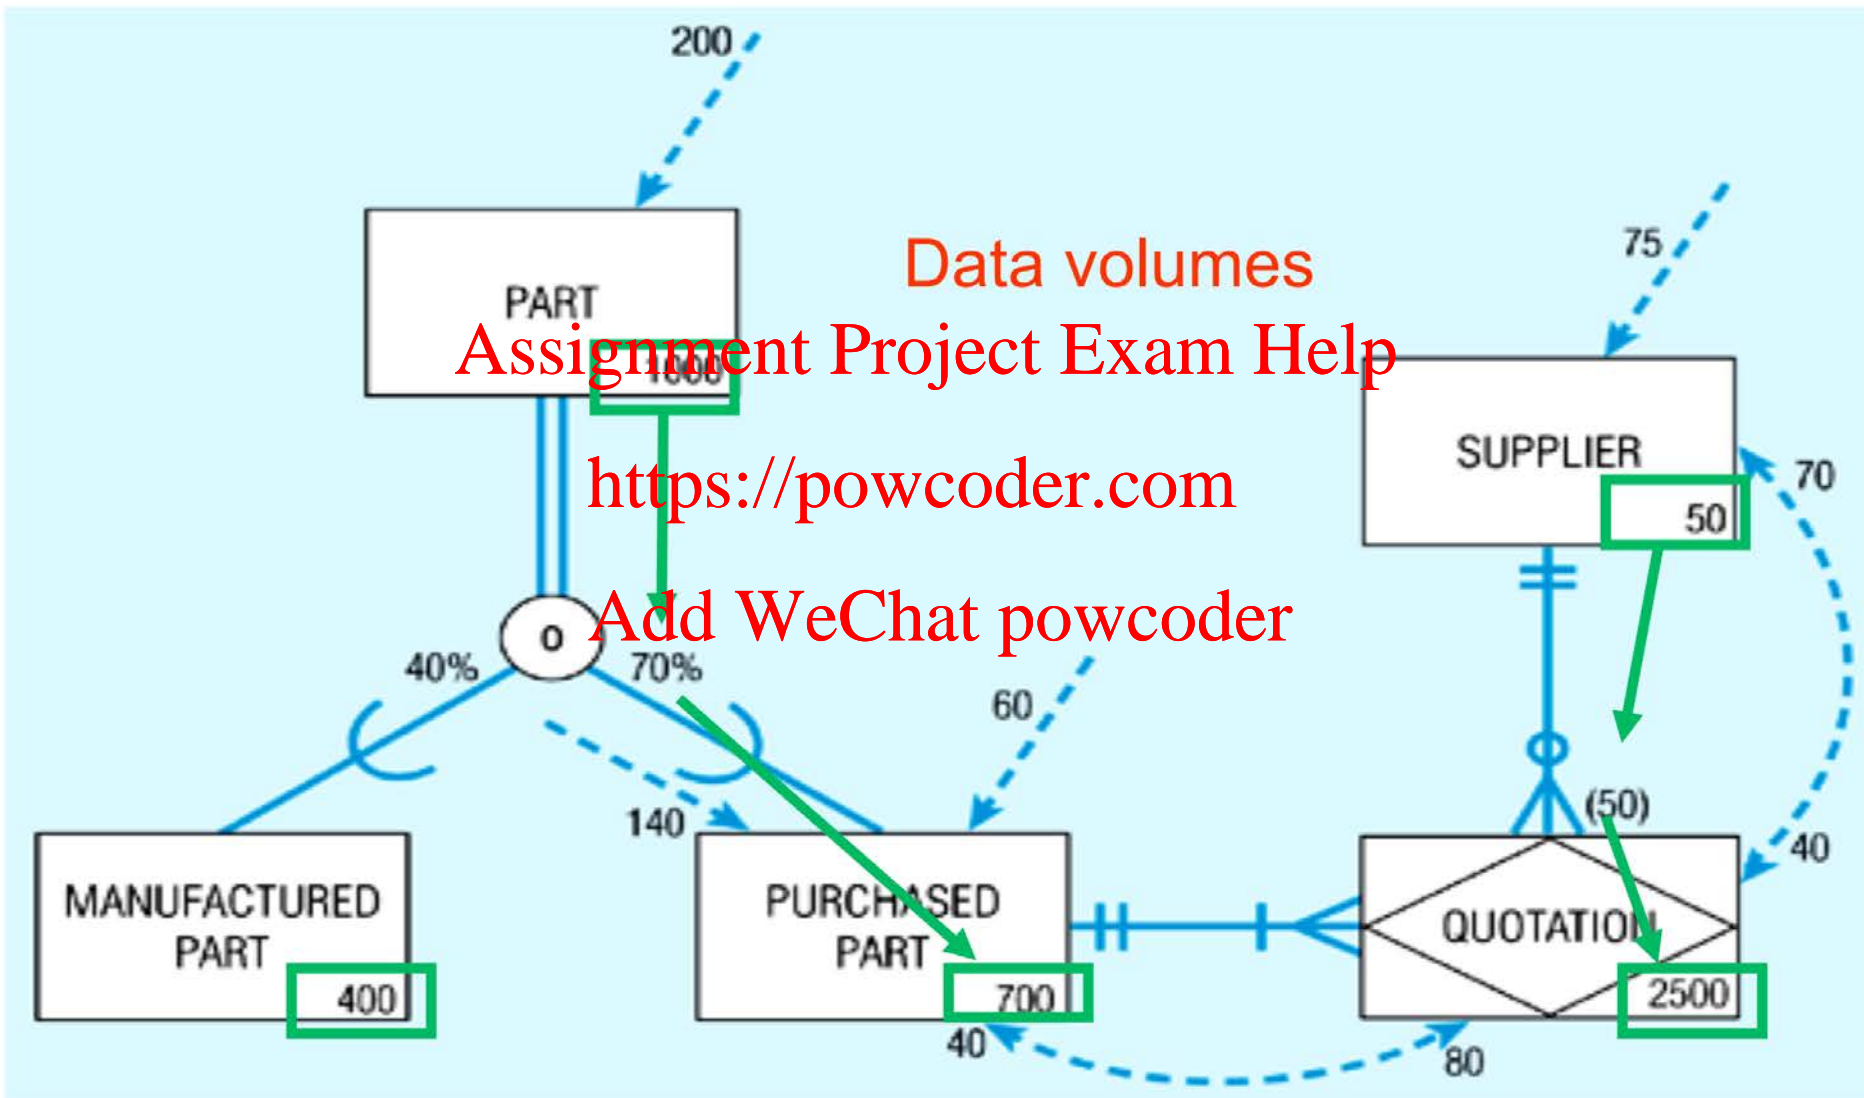 200
75
PART
Data volumes
Assignment Project Exam Help
1000
SUPPLIER
70
50
https://powcoder.com
Add WeChat powcoder
O
40%
70%
60
140
(50)
40
MANUFACTURED
PART
400
PURCHASED
PART
700
QUOTATION
2500
40
80